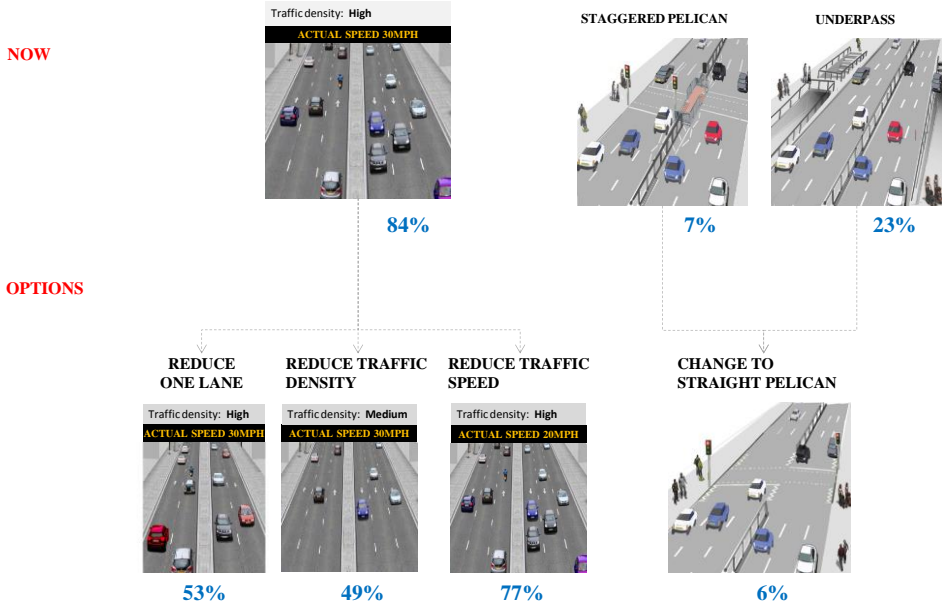 Traffic density: High
ACTUAL SPEED 30MPH
STAGGERED PELICAN
UNDERPASS
NOW
84%
7%
23%
OPTIONS
REDUCE
ONE LANE
REDUCE TRAFFIC
DENSITY
REDUCE TRAFFIC
SPEED
CHANGE TO
STRAIGHT PELICAN
Traffic density: High
ACTUAL SPEED 30MPH
Traffic density: Medium
ACTUAL SPEED 30MPH
Traffic density: High
ACTUAL SPEED 20MPH
53%
49%
77%
6%